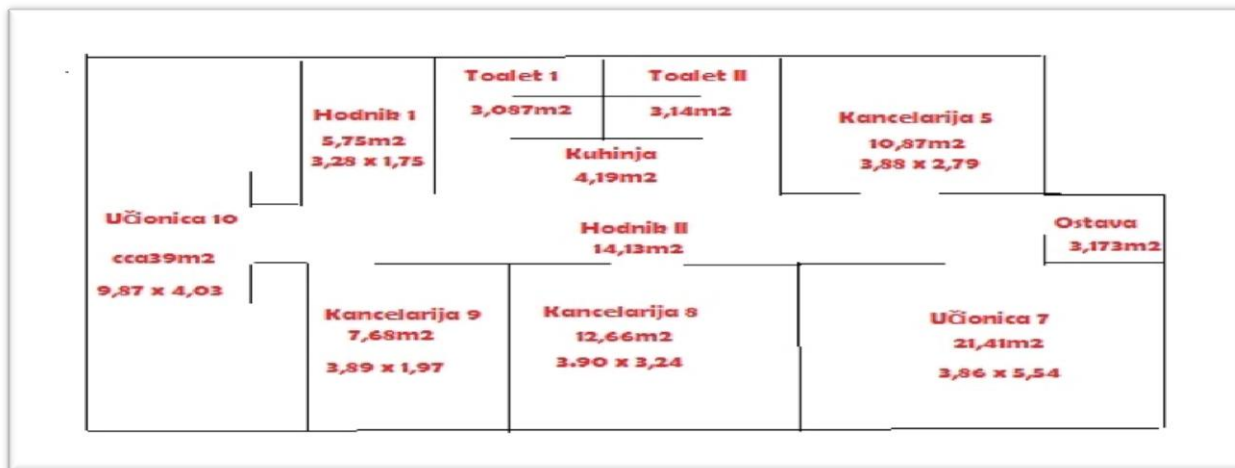 Toalet 1
Toalet II
3,087m2
3,14m2
Hodnik 1
5,75m2
3,28 x 1,75
Kancelarija 5
10,87m2
3,88 x 2,79
Kuhinja
4,19m2
Učionica 10
cca39m2
9,87 x 4,03
Hodnik II
14,13m2
Ostava
3,173m2
Kancelarija 9
7,68m2
3,89 x 1,97
Kancelarija 8
12,66m2
3.90 x 3,24
Učionica 7
21,41m2
3,86 x 5,54